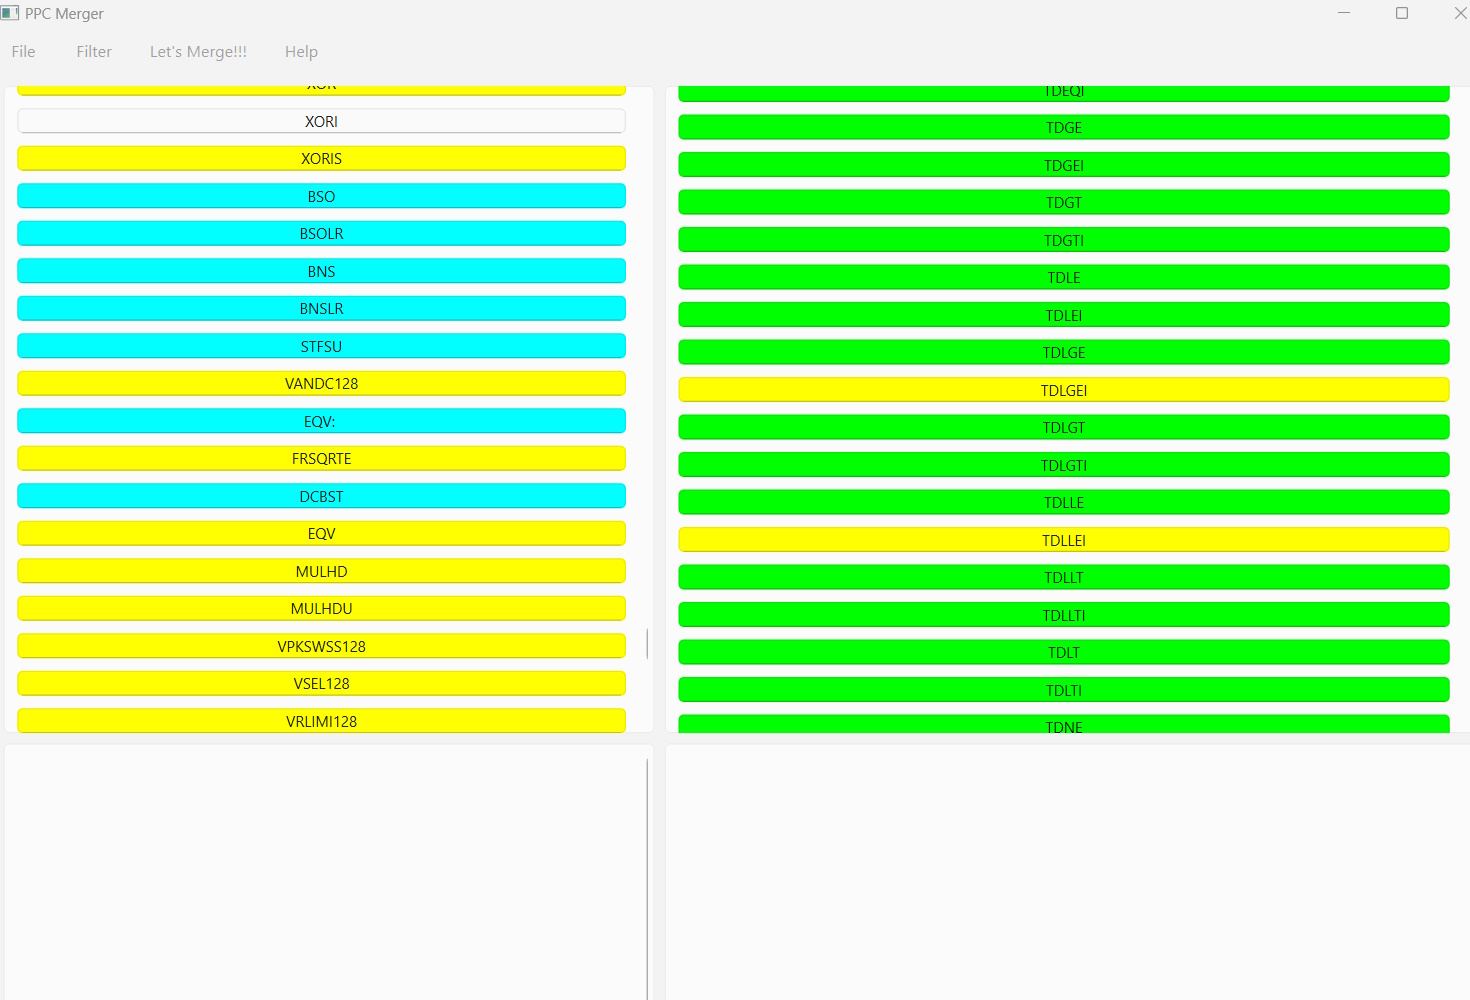 PPC Merger
File Filter Let's Merge!!! Help
XOR
XORI
XORIS
BSO
BSOLR
BNS
BNSLR
STFSU
VANDC128
EQV:
FRSQRTE
DCBST
EQV
MULHD
MULHDU
VPKSWSS128
VSEL128
VRLIMI128
TDEQI
TDGE
TDGEI
TDGT
TDGTI
TDLE
TDLEI
TDLGE
TDLGEI
TDLGT
TDLGTI
TDLLE
TDLLEI
TDLLT
TDLLTI
TDLT
TDLTI
TDNE